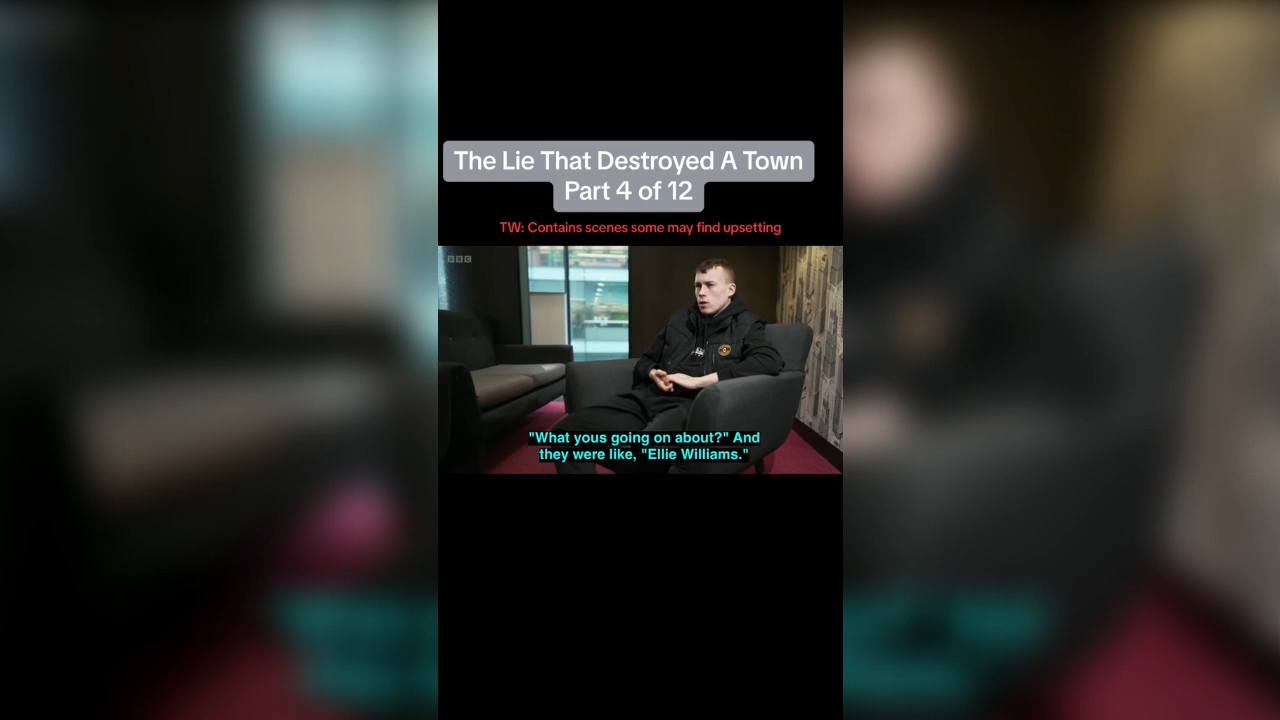 The Lie That Destroyed A Town
Part 4 of 12
TW: Contains scenes some may find upsetting
BBC
"What yous going on about?" And
they were like, "Ellie Williams."